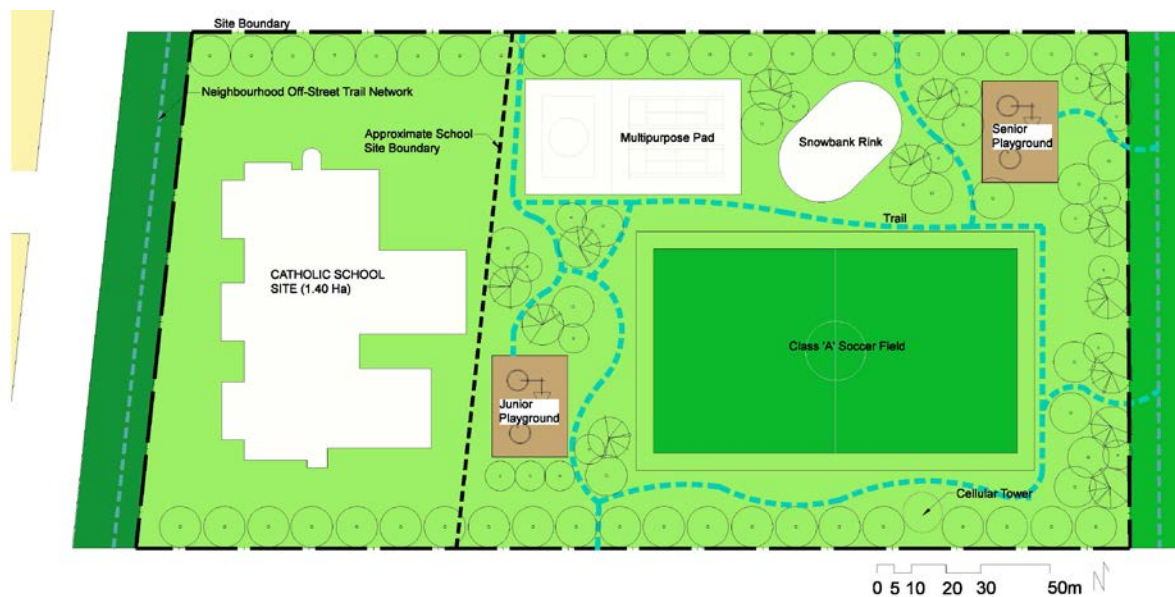 Site Boundary
Neighbourhood Off-Street Trail Network
Approximate School
Site Boundary
Multipurpose Pad
Snowbank Rink
Senior
Playground
Trail
CATHOLIC SCHOOL
SITE (1.40 Ha)
Class 'A' Soccer Field
Junior
Playground
Cellular Tower
0 5 10 20 30 50m
N